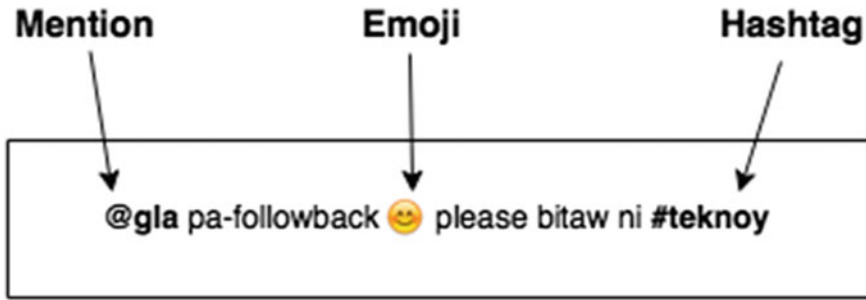 Mention Emoji Hashtag
@gla pa-followback 😊 please bitaw ni #teknoy